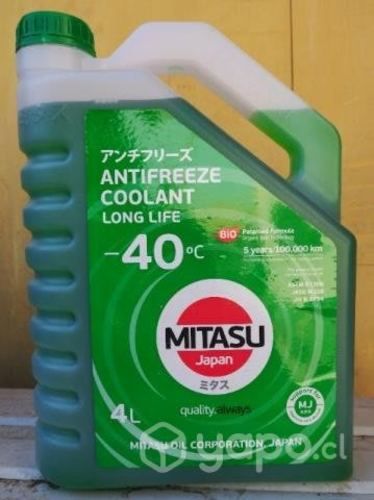 アンチフリーズ
ANTIFREEZE
COOLANT
LONG LIFE
BIO
Patented Formula
5 years/100.000 km
-40°C
MITASU
Japan
ミタス
quality.always
4L
MJ
MITASU OIL CORPORATION, JAPAN
yapo.cl